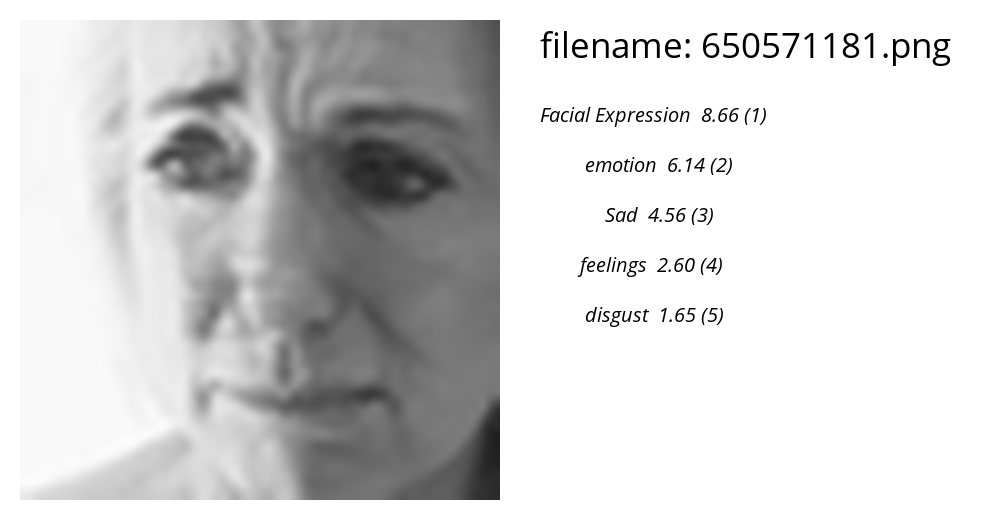 filename: 650571181.png
Facial Expression 8.66 (1)
emotion 6.14 (2)
Sad 4.56 (3)
feelings 2.60 (4)
disgust 1.65 (5)